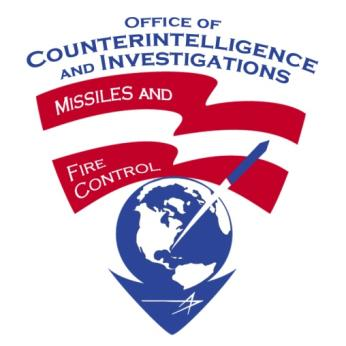 OFFICE OF
COUNTERINTELLIGENCE
AND INVESTIGATIONS
MISSILES AND
FIRE
CONTROL